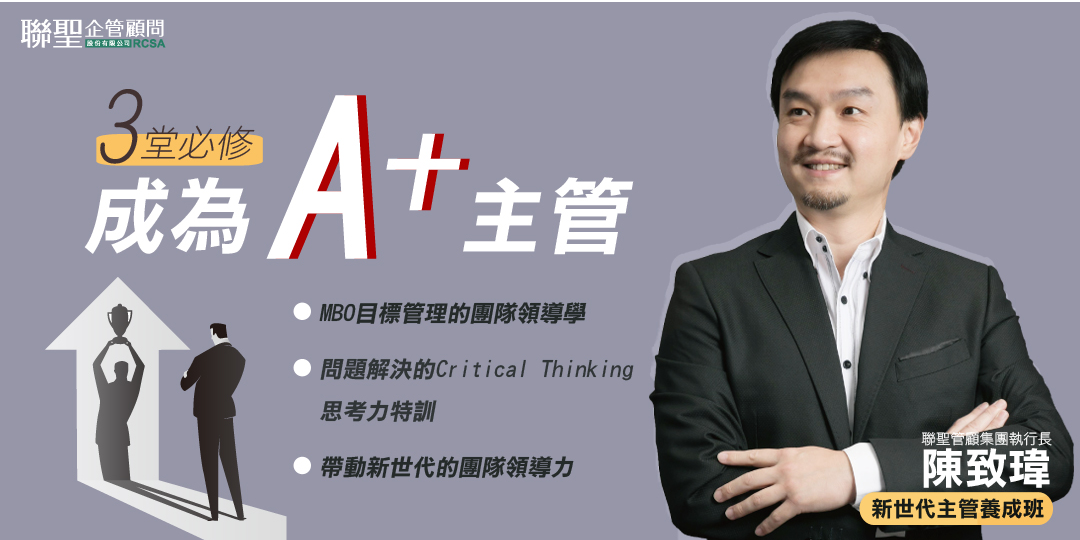 聯聖企管顧問
股份有限公司RCSA
3堂必修
成為A+主管
MBO目標管理的團隊領導學
問題解決的Critical Thinking
思考力特訓
帶動新世代的團隊領導力
聯聖管顧集團執行長
陳致瑋
新世代主管養成班